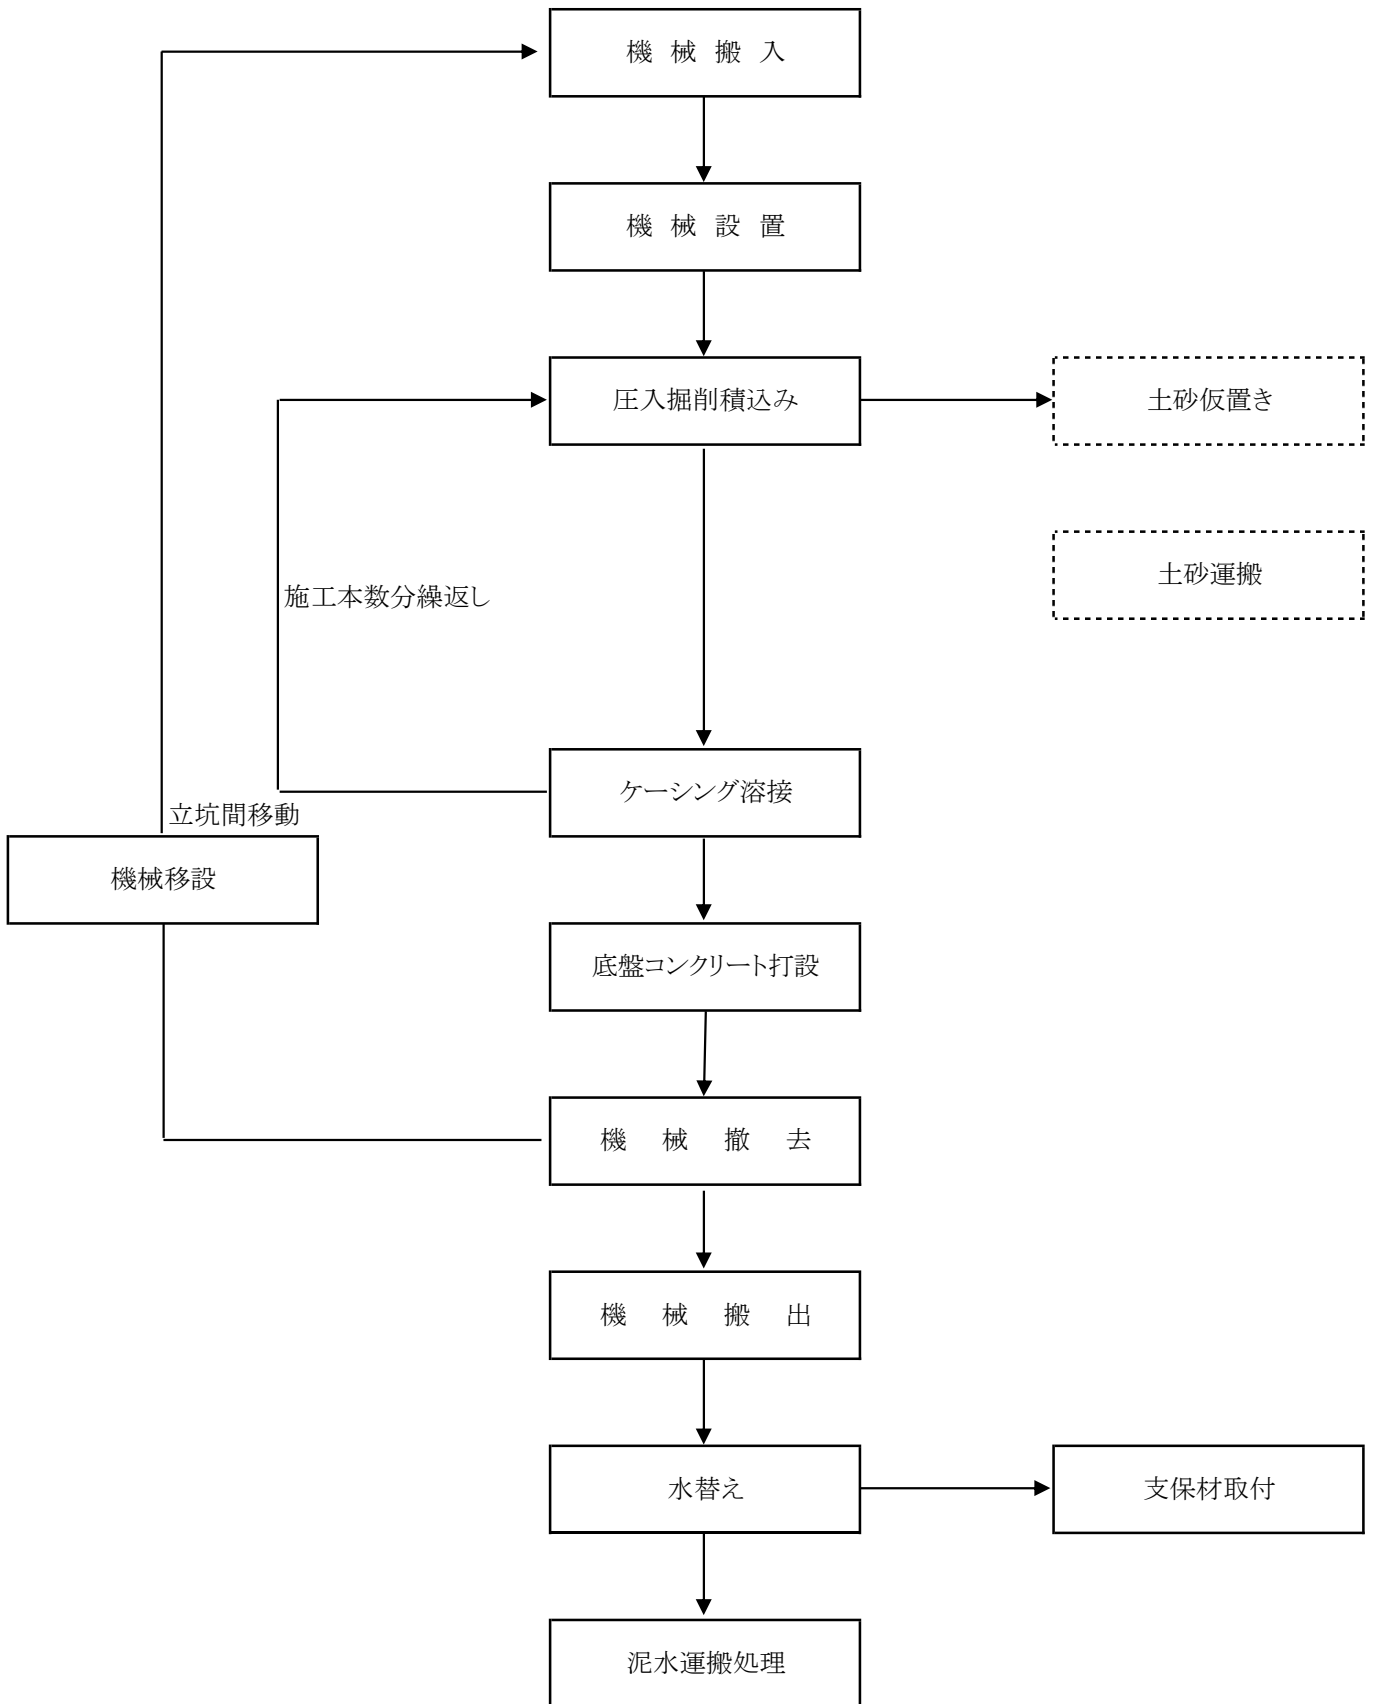 機械搬入
機械設置
圧入掘削積込み
土砂仮置き
土砂運搬
施工本数分繰返し
ケーシング溶接
立坑間移動
機械移設
底盤コンクリート打設
機械撤去
機械搬出
水替え
支保材取付
泥水運搬処理